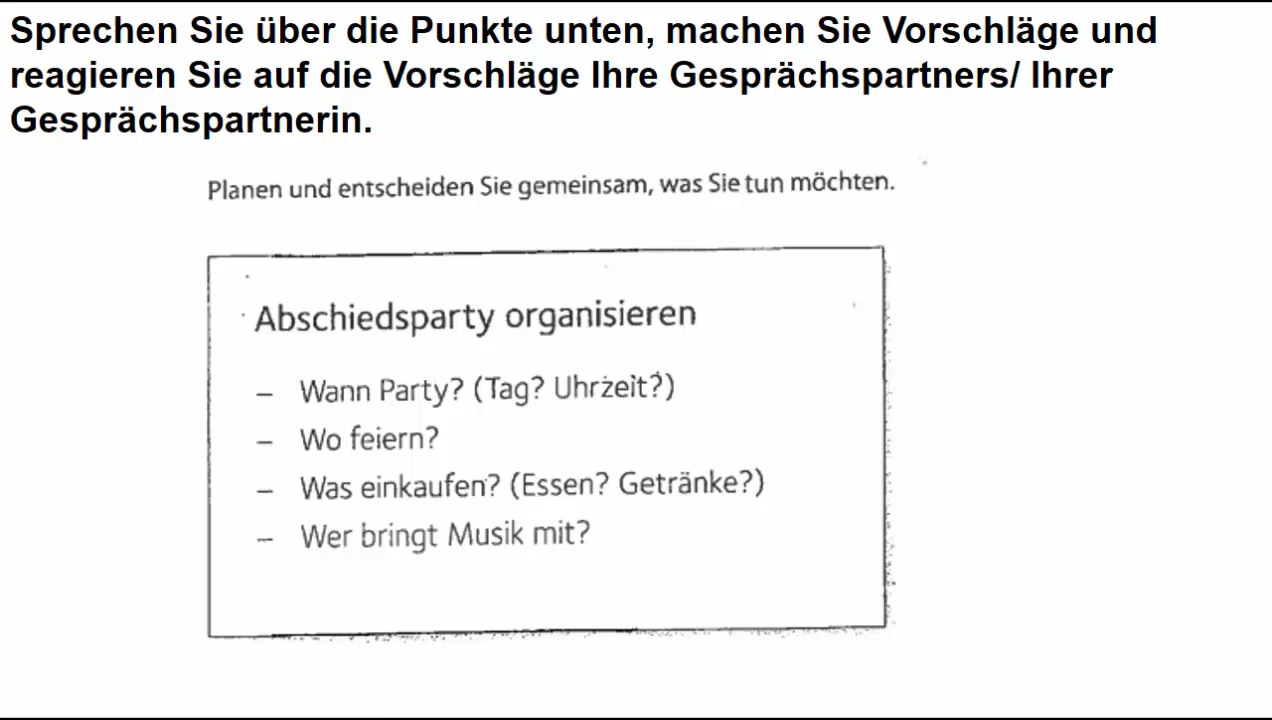 Sprechen Sie über die Punkte unten, machen Sie Vorschläge und
reagieren Sie auf die Vorschläge Ihre Gesprächspartners/ Ihrer
Gesprächspartnerin.
Planen und entscheiden Sie gemeinsam, was Sie tun möchten.
Abschiedsparty organisieren
– Wann Party? (Tag? Uhrzeit?)
– Wo feiern?
– Was einkaufen? (Essen? Getränke?)
– Wer bringt Musik mit?